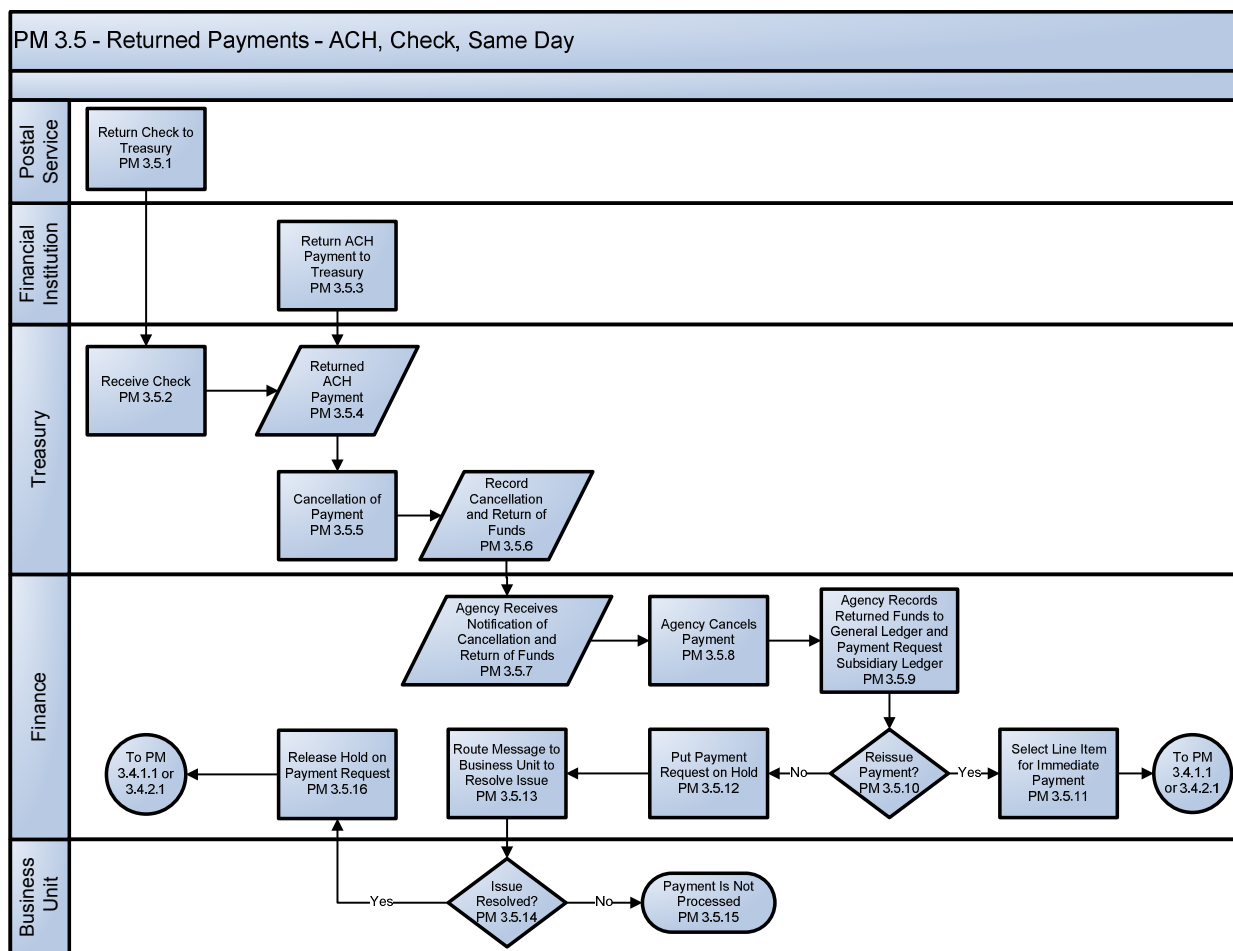 PM 3.5 - Returned Payments - ACH, Check, Same Day
Postal
Service
Return Check to
Treasury
PM 3.5.1
Financial
Institution
Return ACH
Payment to
Treasury
PM 3.5.3
Treasury
Receive Check
PM 3.5.2
Returned
ACH
Payment
PM 3.5.4
Cancellation of
Payment
PM 3.5.5
Record
Cancellation
and Return of
Funds
PM 3.5.6
Finance
Agency Receives
Notification of
Cancellation and
Return of Funds
PM 3.5.7
Agency Cancels
Payment
PM 3.5.8
Agency Records
Returned Funds to
General Ledger and
Payment Request
Subsidiary Ledger
PM 3.5.9
To PM
3.4.1.1 or
3.4.2.1
Release Hold on
Payment Request
PM 3.5.16
Route Message to
Business Unit to
Resolve Issue
PM 3.5.13
Put Payment
Request on Hold
PM 3.5.12
No
Reissue
Payment?
PM 3.5.10
Yes
Select Line Item
for Immediate
Payment
PM 3.5.11
To PM
3.4.1.1
or 3.4.2.1
Business
Unit
Yes
Issue
Resolved?
PM 3.5.14
No
Payment Is Not
Processed
PM 3.5.15